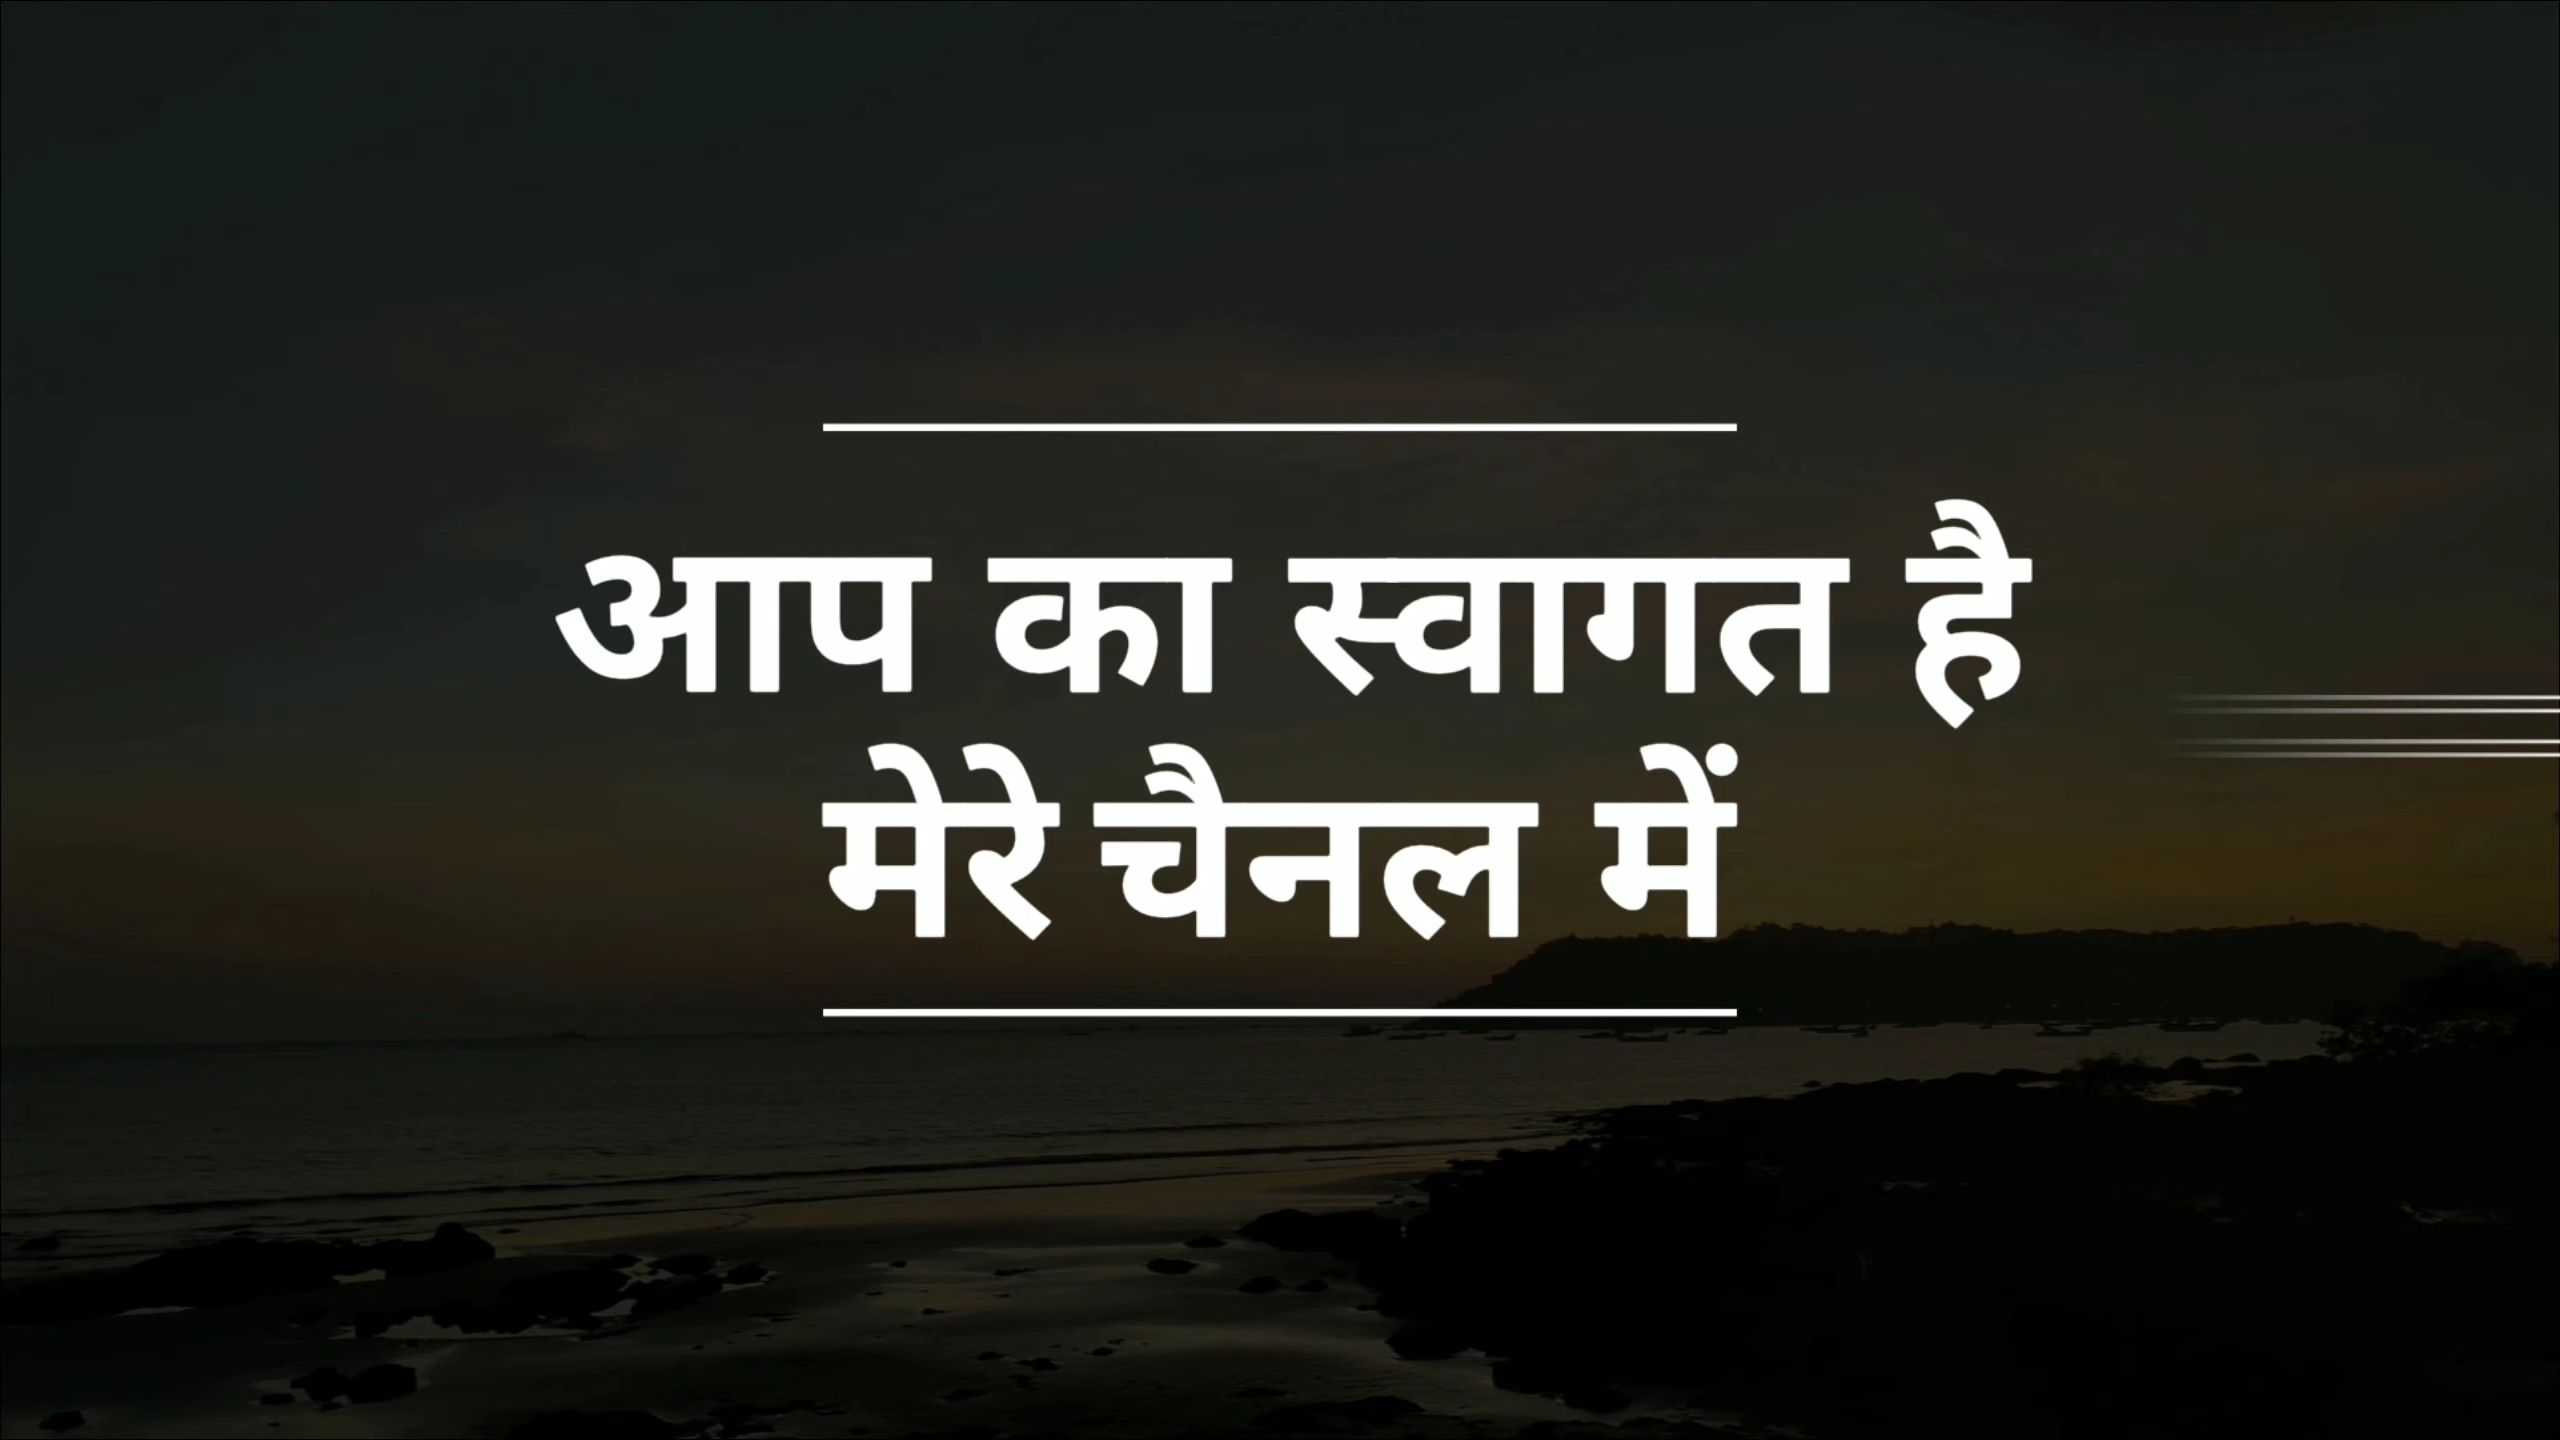 आप का स्वागत है
मेरे चैनल में